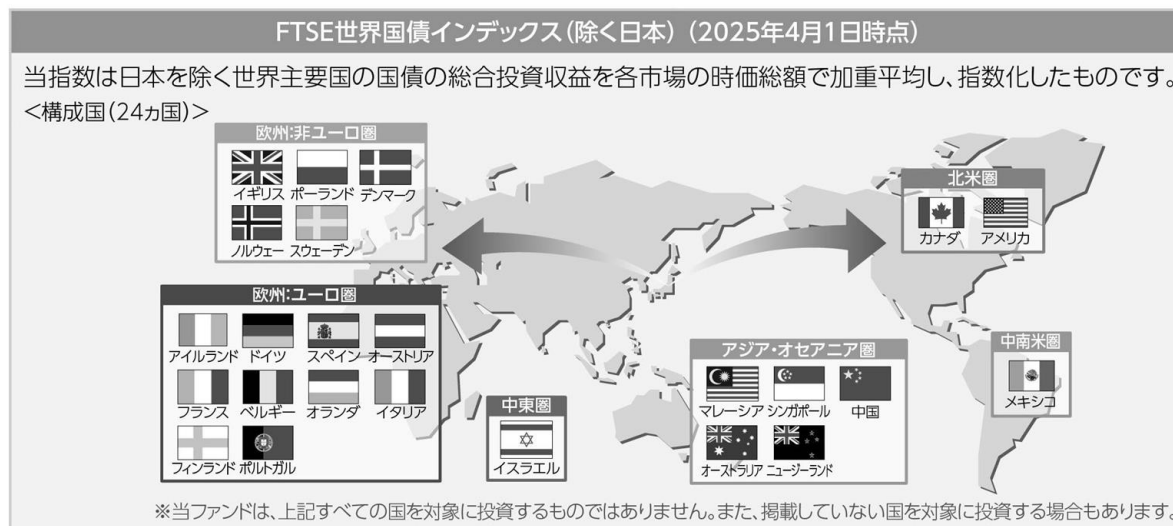 FTSE世界国債インデックス(除く日本)(2025年4月1日時点)
当指数は日本を除く世界主要国の国債の総合投資収益を各市場の時価総額で加重平均し、指数化したものです。
<構成国(24ヵ国)>
欧州:非ユーロ圏
イギリス ポーランド デンマーク
ノルウェー スウェーデン
北米圏
カナダ アメリカ
欧州:ユーロ圏
アイルランド ドイツ スペイン オーストリア
フランス ベルギー オランダ イタリア
フィンランド ポルトガル
中東圏
イスラエル
アジア・オセアニア圏
マレーシア シンガポール 中国
オーストラリア ニュージーランド
中南米圏
メキシコ
※当ファンドは、上記すべての国を対象に投資するものではありません。また、掲載していない国を対象に投資する場合もあります。